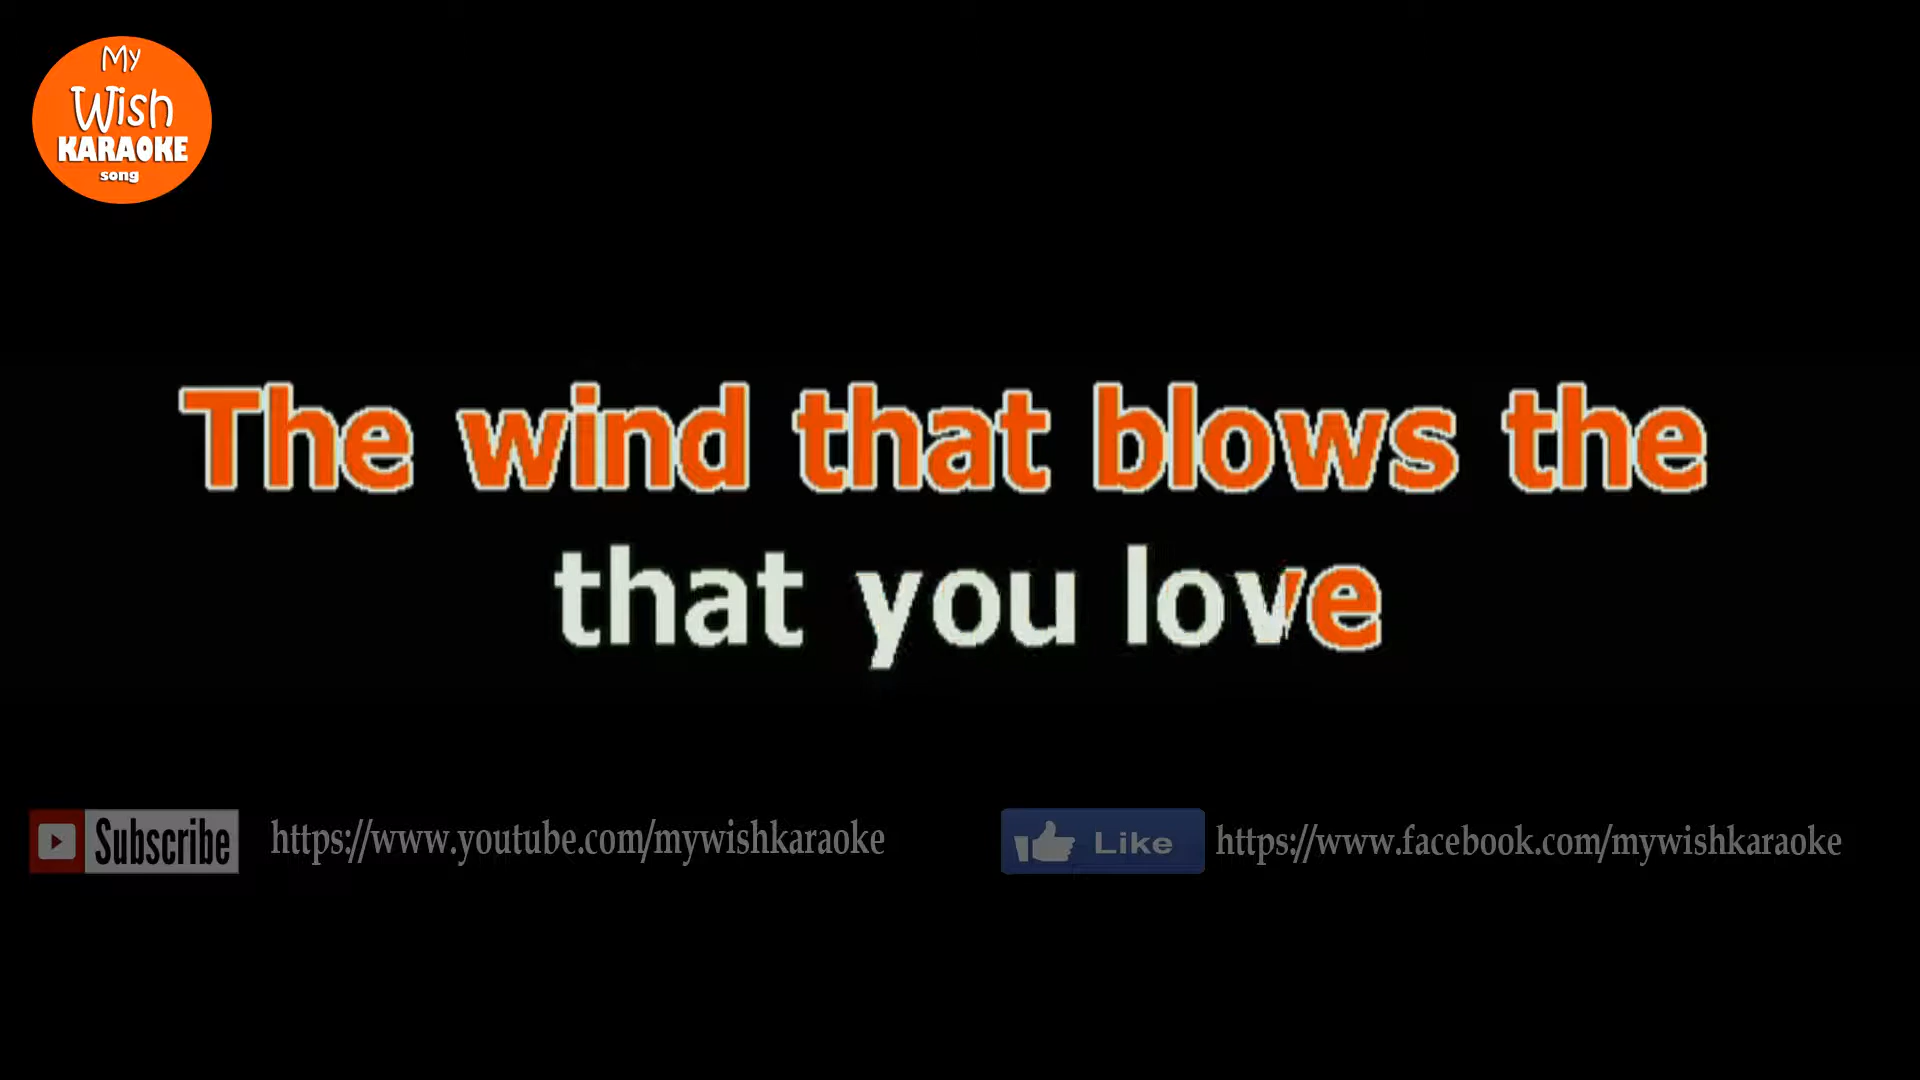 My
Wish
KARAOKE
song
The wind that blows the
that you love
Subscribe https://www.youtube.com/mywishkaraoke
Like https://www.facebook.com/mywishkaraoke